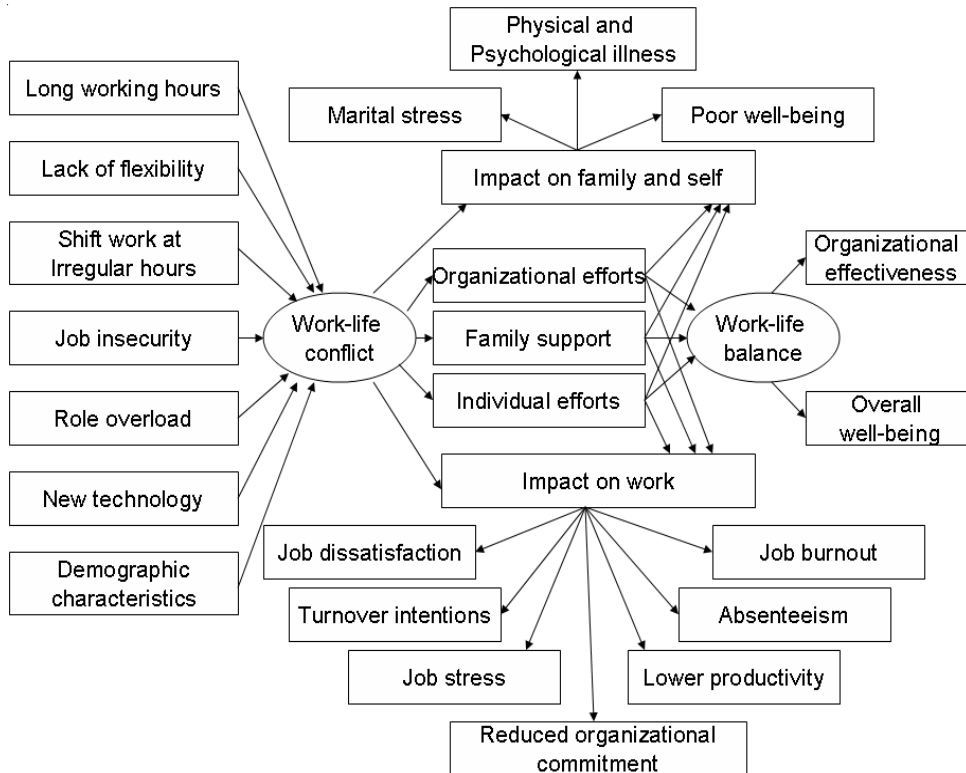 Physical and
Psychological illness
Long working hours
Marital stress
Poor well-being
Lack of flexibility
Impact on family and self
Shift work at
Irregular hours
Organizational efforts
Organizational
effectiveness
Job insecurity
Work-life
conflict
Family support
Work-life
balance
Individual efforts
Role overload
Overall
well-being
New technology
Impact on work
Demographic
characteristics
Job dissatisfaction
Job burnout
Turnover intentions
Absenteeism
Job stress
Lower productivity
Reduced organizational
commitment